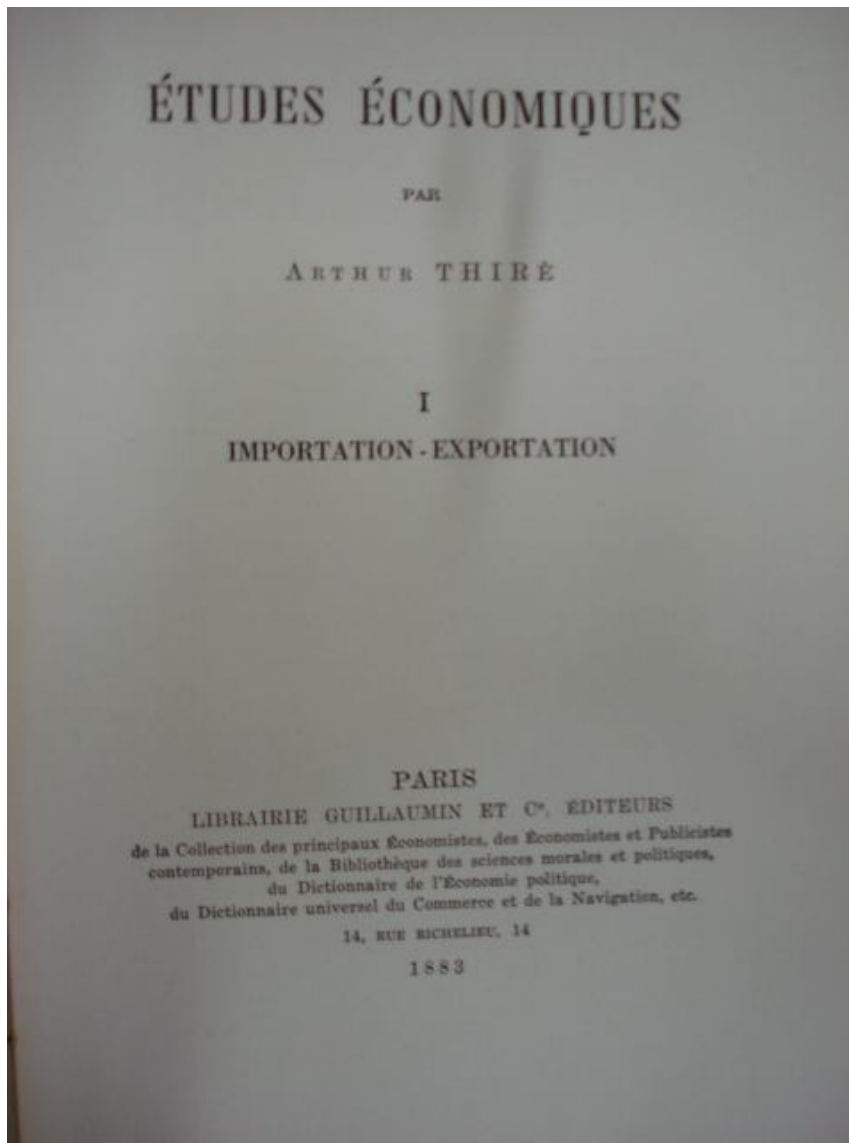 ÉTUDES ÉCONOMIQUES
PAR
ARTHUR THIRÉ
I
IMPORTATION - EXPORTATION
PARIS
LIBRAIRIE GUILLAUMIN ET Cᵉ, ÉDITEURS
de la Collection des principaux Économistes, des Économistes et Publicistes
contemporains, de la Bibliothèque des sciences morales et politiques,
du Dictionnaire de l'Économie politique,
du Dictionnaire universel du Commerce et de la Navigation, etc.
14, RUE RICHELIEU, 14
1883